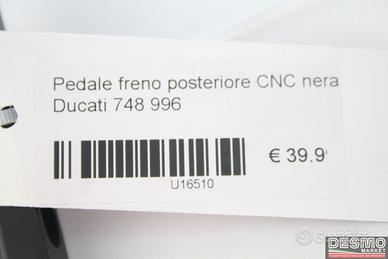 Pedale freno posteriore CNC nera
Ducati 748 996
€ 39.9
U16510
DESMO
MARKET